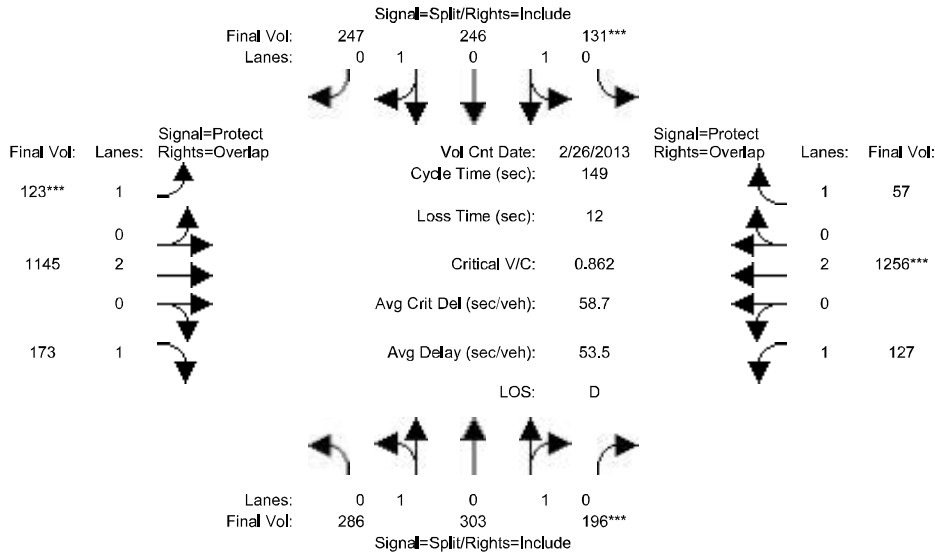 Signal=Split/Rights=Include
Final Vol: 247 246 131***
Lanes: 0 1 0 1 0
Signal=Protect Signal=Protect
Final Vol: Lanes: Rights=Overlap Vol Cnt Date: 2/26/2013 Rights=Overlap Lanes: Final Vol:
Cycle Time (sec): 149
123*** 1 1 57
Loss Time (sec): 12
0 0
1145 2 Critical V/C: 0.862 2 1256***
0 Avg Crit Del (sec/veh): 58.7 0
173 1 Avg Delay (sec/veh): 53.5 1 127
LOS: D
Lanes: 0 1 0 1 0
Final Vol: 286 303 196***
Signal=Split/Rights=Include